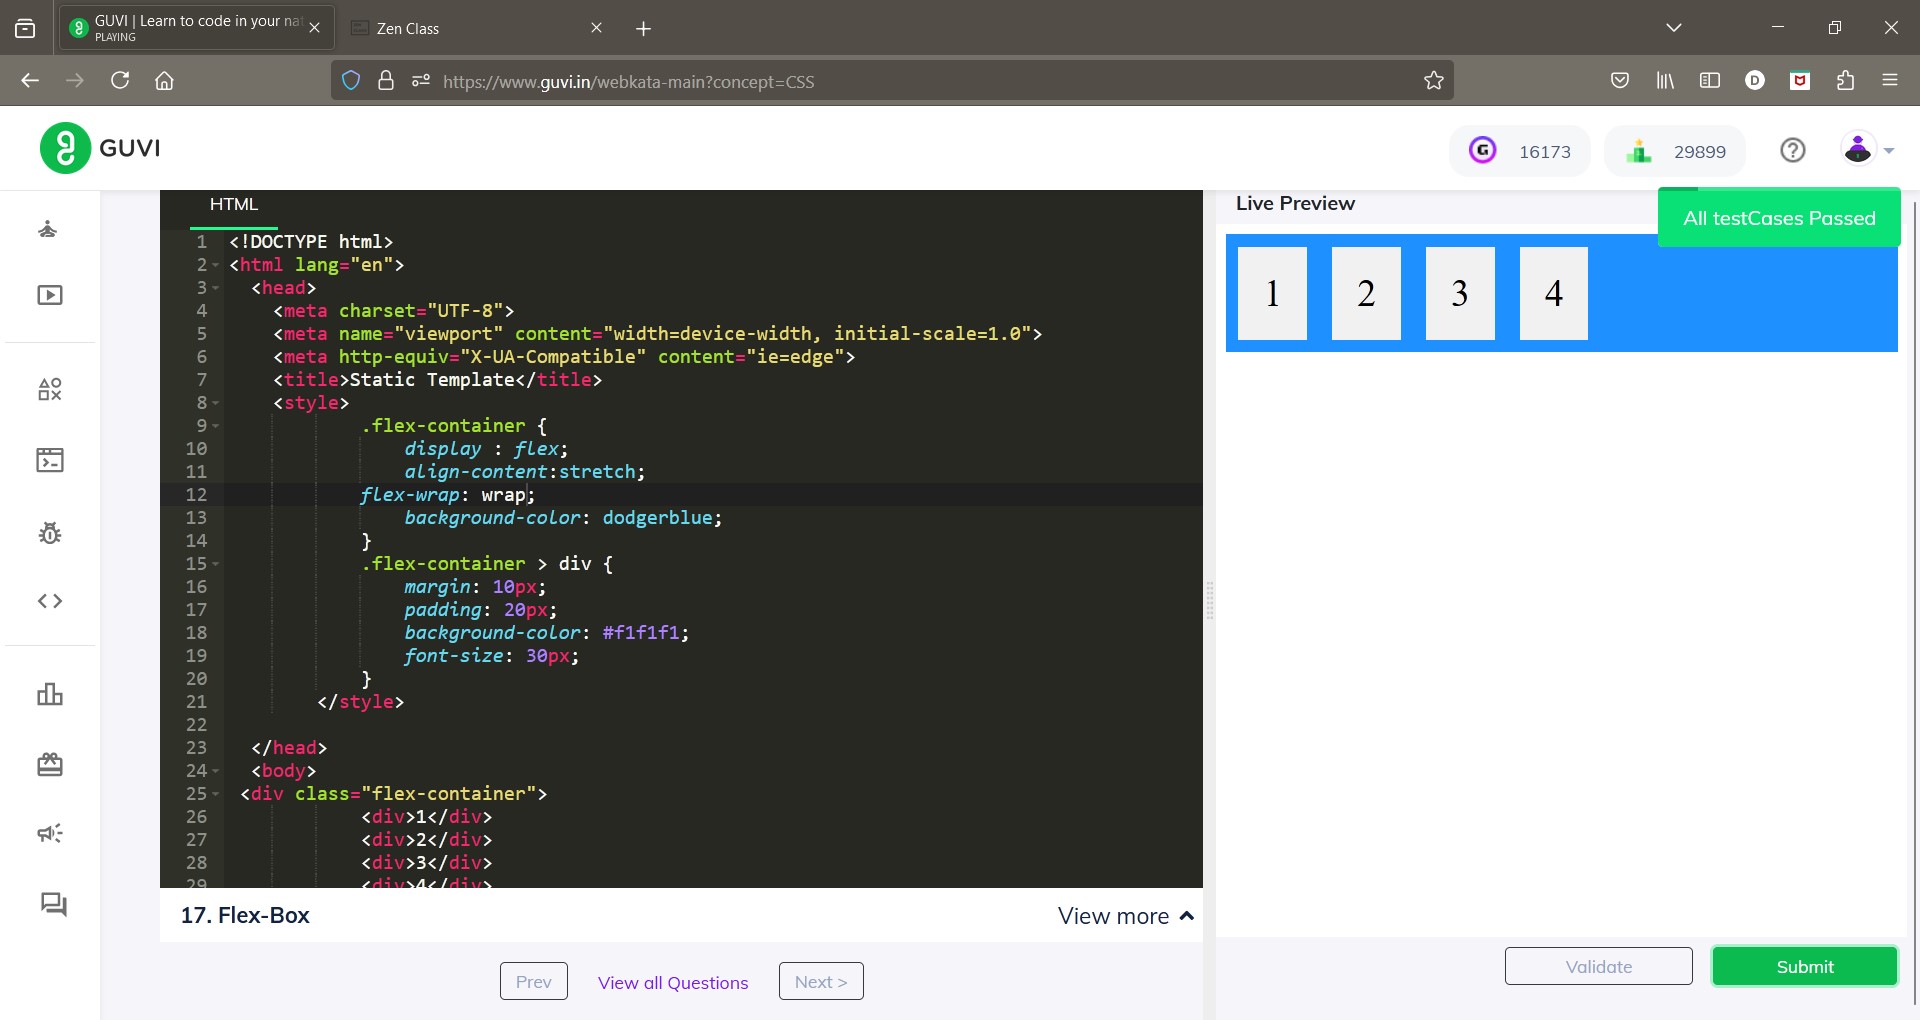 GUVI | Learn to code in your nat
PLAYING
Zen Class
https://www.guvi.in/webkata-main?concept=CSS
D
GUVI
G 16173
29899
HTML
Live Preview
All testCases Passed
1 <!DOCTYPE html>
2 <html lang="en">
3 <head>
4 <meta charset="UTF-8">
5 <meta name="viewport" content="width=device-width, initial-scale=1.0">
6 <meta http-equiv="X-UA-Compatible" content="ie=edge">
7 <title>Static Template</title>
8 <style>
9 .flex-container {
10 display : flex;
11 align-content:stretch;
12 flex-wrap: wrap;
13 background-color: dodgerblue;
14 }
15 .flex-container > div {
16 margin: 10px;
17 padding: 20px;
18 background-color: #f1f1f1;
19 font-size: 30px;
20 }
21 </style>
22
23 </head>
24 <body>
25 <div class="flex-container">
26 <div>1</div>
27 <div>2</div>
28 <div>3</div>
29 <div>4</div>
1 2 3 4
17. Flex-Box
View more
Prev
View all Questions
Next >
Validate
Submit